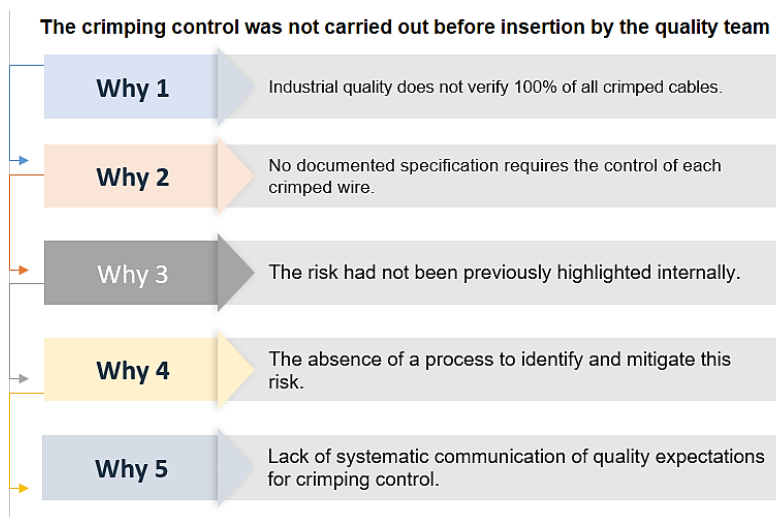 The crimping control was not carried out before insertion by the quality team
Why 1
Industrial quality does not verify 100% of all crimped cables.
Why 2
No documented specification requires the control of each
crimped wire.
Why 3
The risk had not been previously highlighted internally.
Why 4
The absence of a process to identify and mitigate this
risk.
Why 5
Lack of systematic communication of quality expectations
for crimping control.